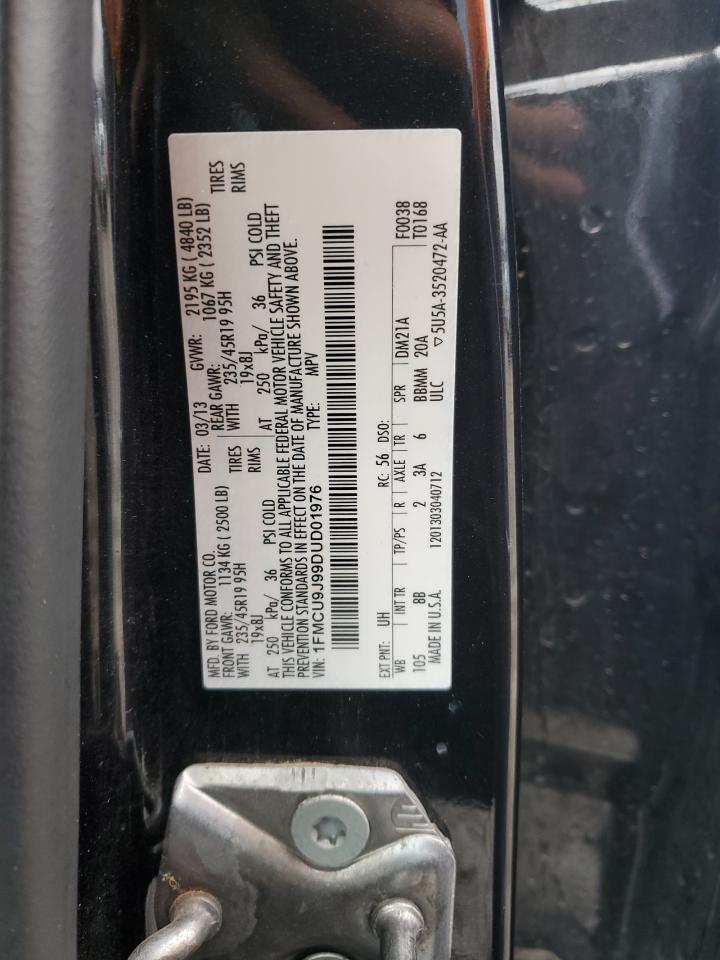 MFD. BY FORD MOTOR CO.
DATE: 03/13 GVWR: 2195 KG ( 4840 LB)
FRONT GAWR: 1134 KG ( 2500 LB) REAR GAWR: 1067 KG ( 2352 LB)
WITH 235/45R19 95H TIRES WITH 235/45R19 95H TIRES
19x8J RIMS 19x8J RIMS
AT 250 kPa/ 36 PSI COLD AT 250 kPa/ 36 PSI COLD
THIS VEHICLE CONFORMS TO ALL APPLICABLE FEDERAL MOTOR VEHICLE SAFETY AND THEFT
PREVENTION STANDARDS IN EFFECT ON THE DATE OF MANUFACTURE SHOWN ABOVE.
VIN: 1FMCU9J99DUD01976 TYPE: MPV
EXT PNT: UH RC: 56 DSO: F0038
WB INT TR TP/PS R AXLE TR SPR DM21A T0168
105 8B 2 3A 6 BBMM 20A
MADE IN U.S.A. 1201303040712 ULC ▽5U5A-3520472-AA